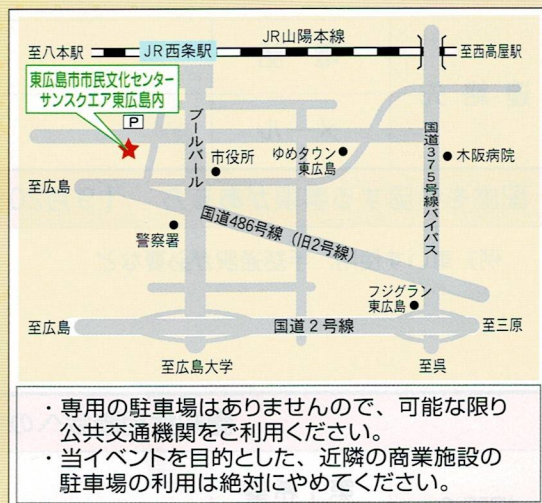 JR山陽本線
至八本松駅
JR西条駅
至西高屋駅
東広島市市民文化センター
サンスクエア東広島内
P
ブールバール
市役所
ゆめタウン
東広島
国道375号線バイパス
木阪病院
至広島
国道486号線（旧2号線）
警察署
フジグラン
東広島
至広島
国道2号線
至三原
至広島大学
至呉
・専用の駐車場はありませんので、可能な限り
公共交通機関をご利用ください。
・当イベントを目的とした、近隣の商業施設の
駐車場の利用は絶対にやめてください。